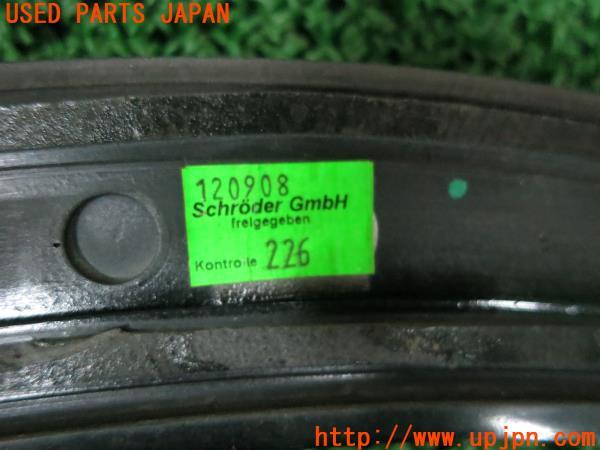 USED PARTS JAPAN
120908
Schröder GmbH
freigegeben
Kontrolle 226
http://www.upjpn.com